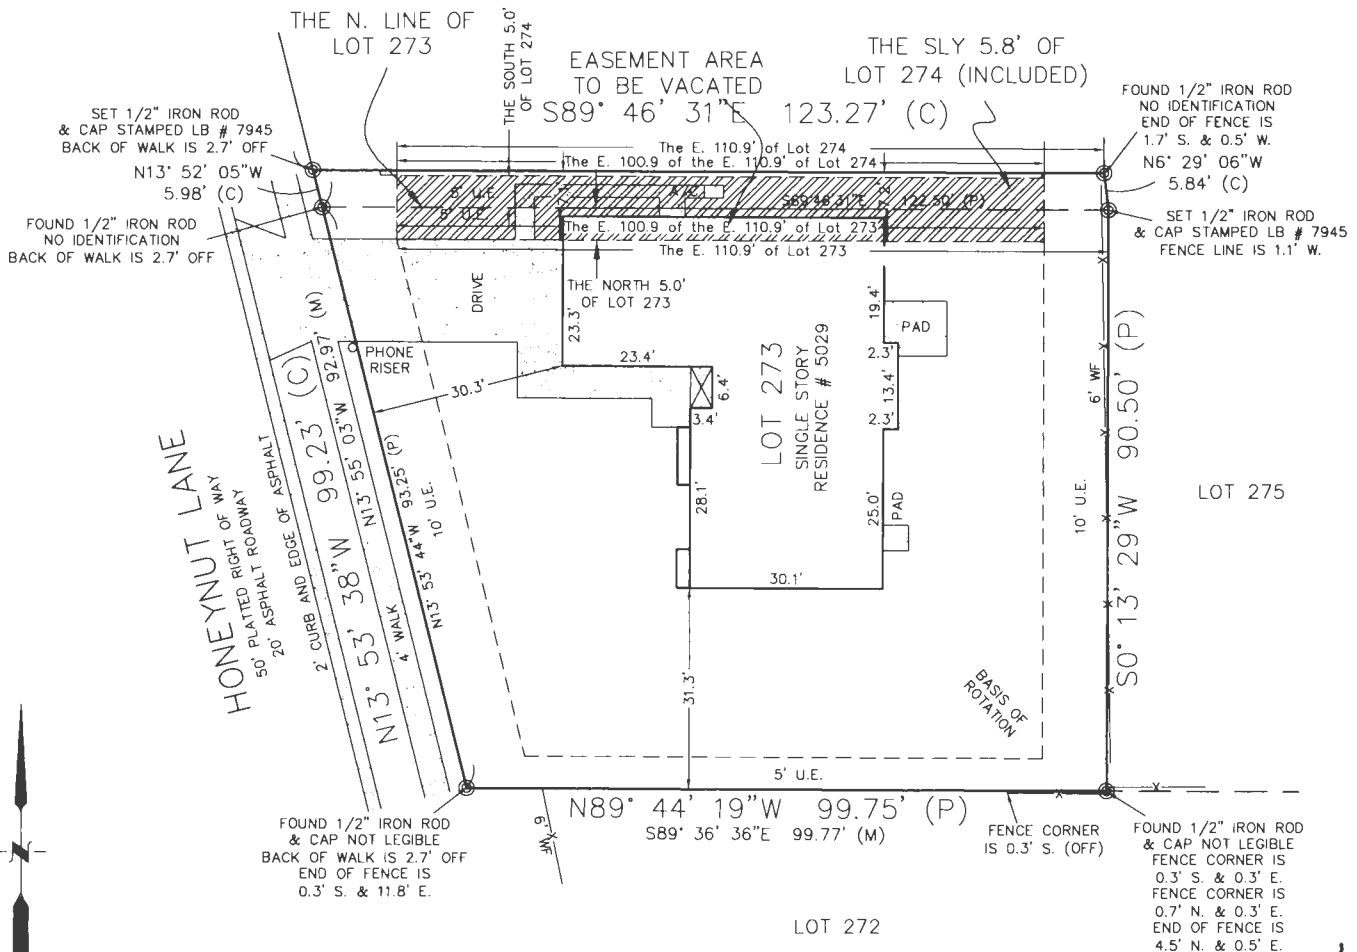 THE N. LINE OF
LOT 273
THE SOUTH 5.0'
OF LOT 274
EASEMENT AREA
TO BE VACATED
THE SLY 5.8' OF
LOT 274 (INCLUDED)
S89° 46' 31"E 123.27' (C)
SET 1/2" IRON ROD
& CAP STAMPED LB # 7945
BACK OF WALK IS 2.7' OFF
N13° 52' 05"W
5.98' (C)
FOUND 1/2" IRON ROD
NO IDENTIFICATION
BACK OF WALK IS 2.7' OFF
FOUND 1/2" IRON ROD
NO IDENTIFICATION
END OF FENCE IS
1.7' S. & 0.5' W.
N6° 29' 06"W
5.84' (C)
SET 1/2" IRON ROD
& CAP STAMPED LB # 7945
FENCE LINE IS 1.1' W.
The E. 110.9' of Lot 274
The E. 100.9 of the E. 110.9' of Lot 274
5' U.E.
5' U.E.
A/C
S89°46'31"E 122.50' (P)
The E. 100.9 of the E. 110.9' of Lot 273
The E. 110.9' of Lot 273
THE NORTH 5.0'
OF LOT 273
DRIVE
PHONE
RISER
23.3'
23.4'
30.3'
6.4'
3.4'
28.1'
30.1'
31.3'
LOT 273
SINGLE STORY
RESIDENCE # 5029
19.4'
PAD
2.3'
13.4'
2.3'
25.0'
PAD
6' WF
10' U.E.
S0° 13' 29"W 90.50' (P)
LOT 275
HONEYNUT LANE
50' PLATTED RIGHT OF WAY
20' ASPHALT ROADWAY
2' CURB AND EDGE OF ASPHALT
N13° 53' 38"W 99.23' (C)
4' WALK
N13° 55' 03"W 92.97' (M)
N13° 53' 44"W 93.25' (P)
10' U.E.
BASIS OF
ROTATION
5' U.E.
N89° 44' 19"W 99.75' (P)
S89° 36' 36"E 99.77' (M)
6' WF
FOUND 1/2" IRON ROD
& CAP NOT LEGIBLE
BACK OF WALK IS 2.7' OFF
END OF FENCE IS
0.3' S. & 11.8' E.
FENCE CORNER
IS 0.3' S. (OFF)
FOUND 1/2" IRON ROD
& CAP NOT LEGIBLE
FENCE CORNER IS
0.3' S. & 0.3' E.
FENCE CORNER IS
0.7' N. & 0.3' E.
END OF FENCE IS
4.5' N. & 0.5' E.
LOT 272
N